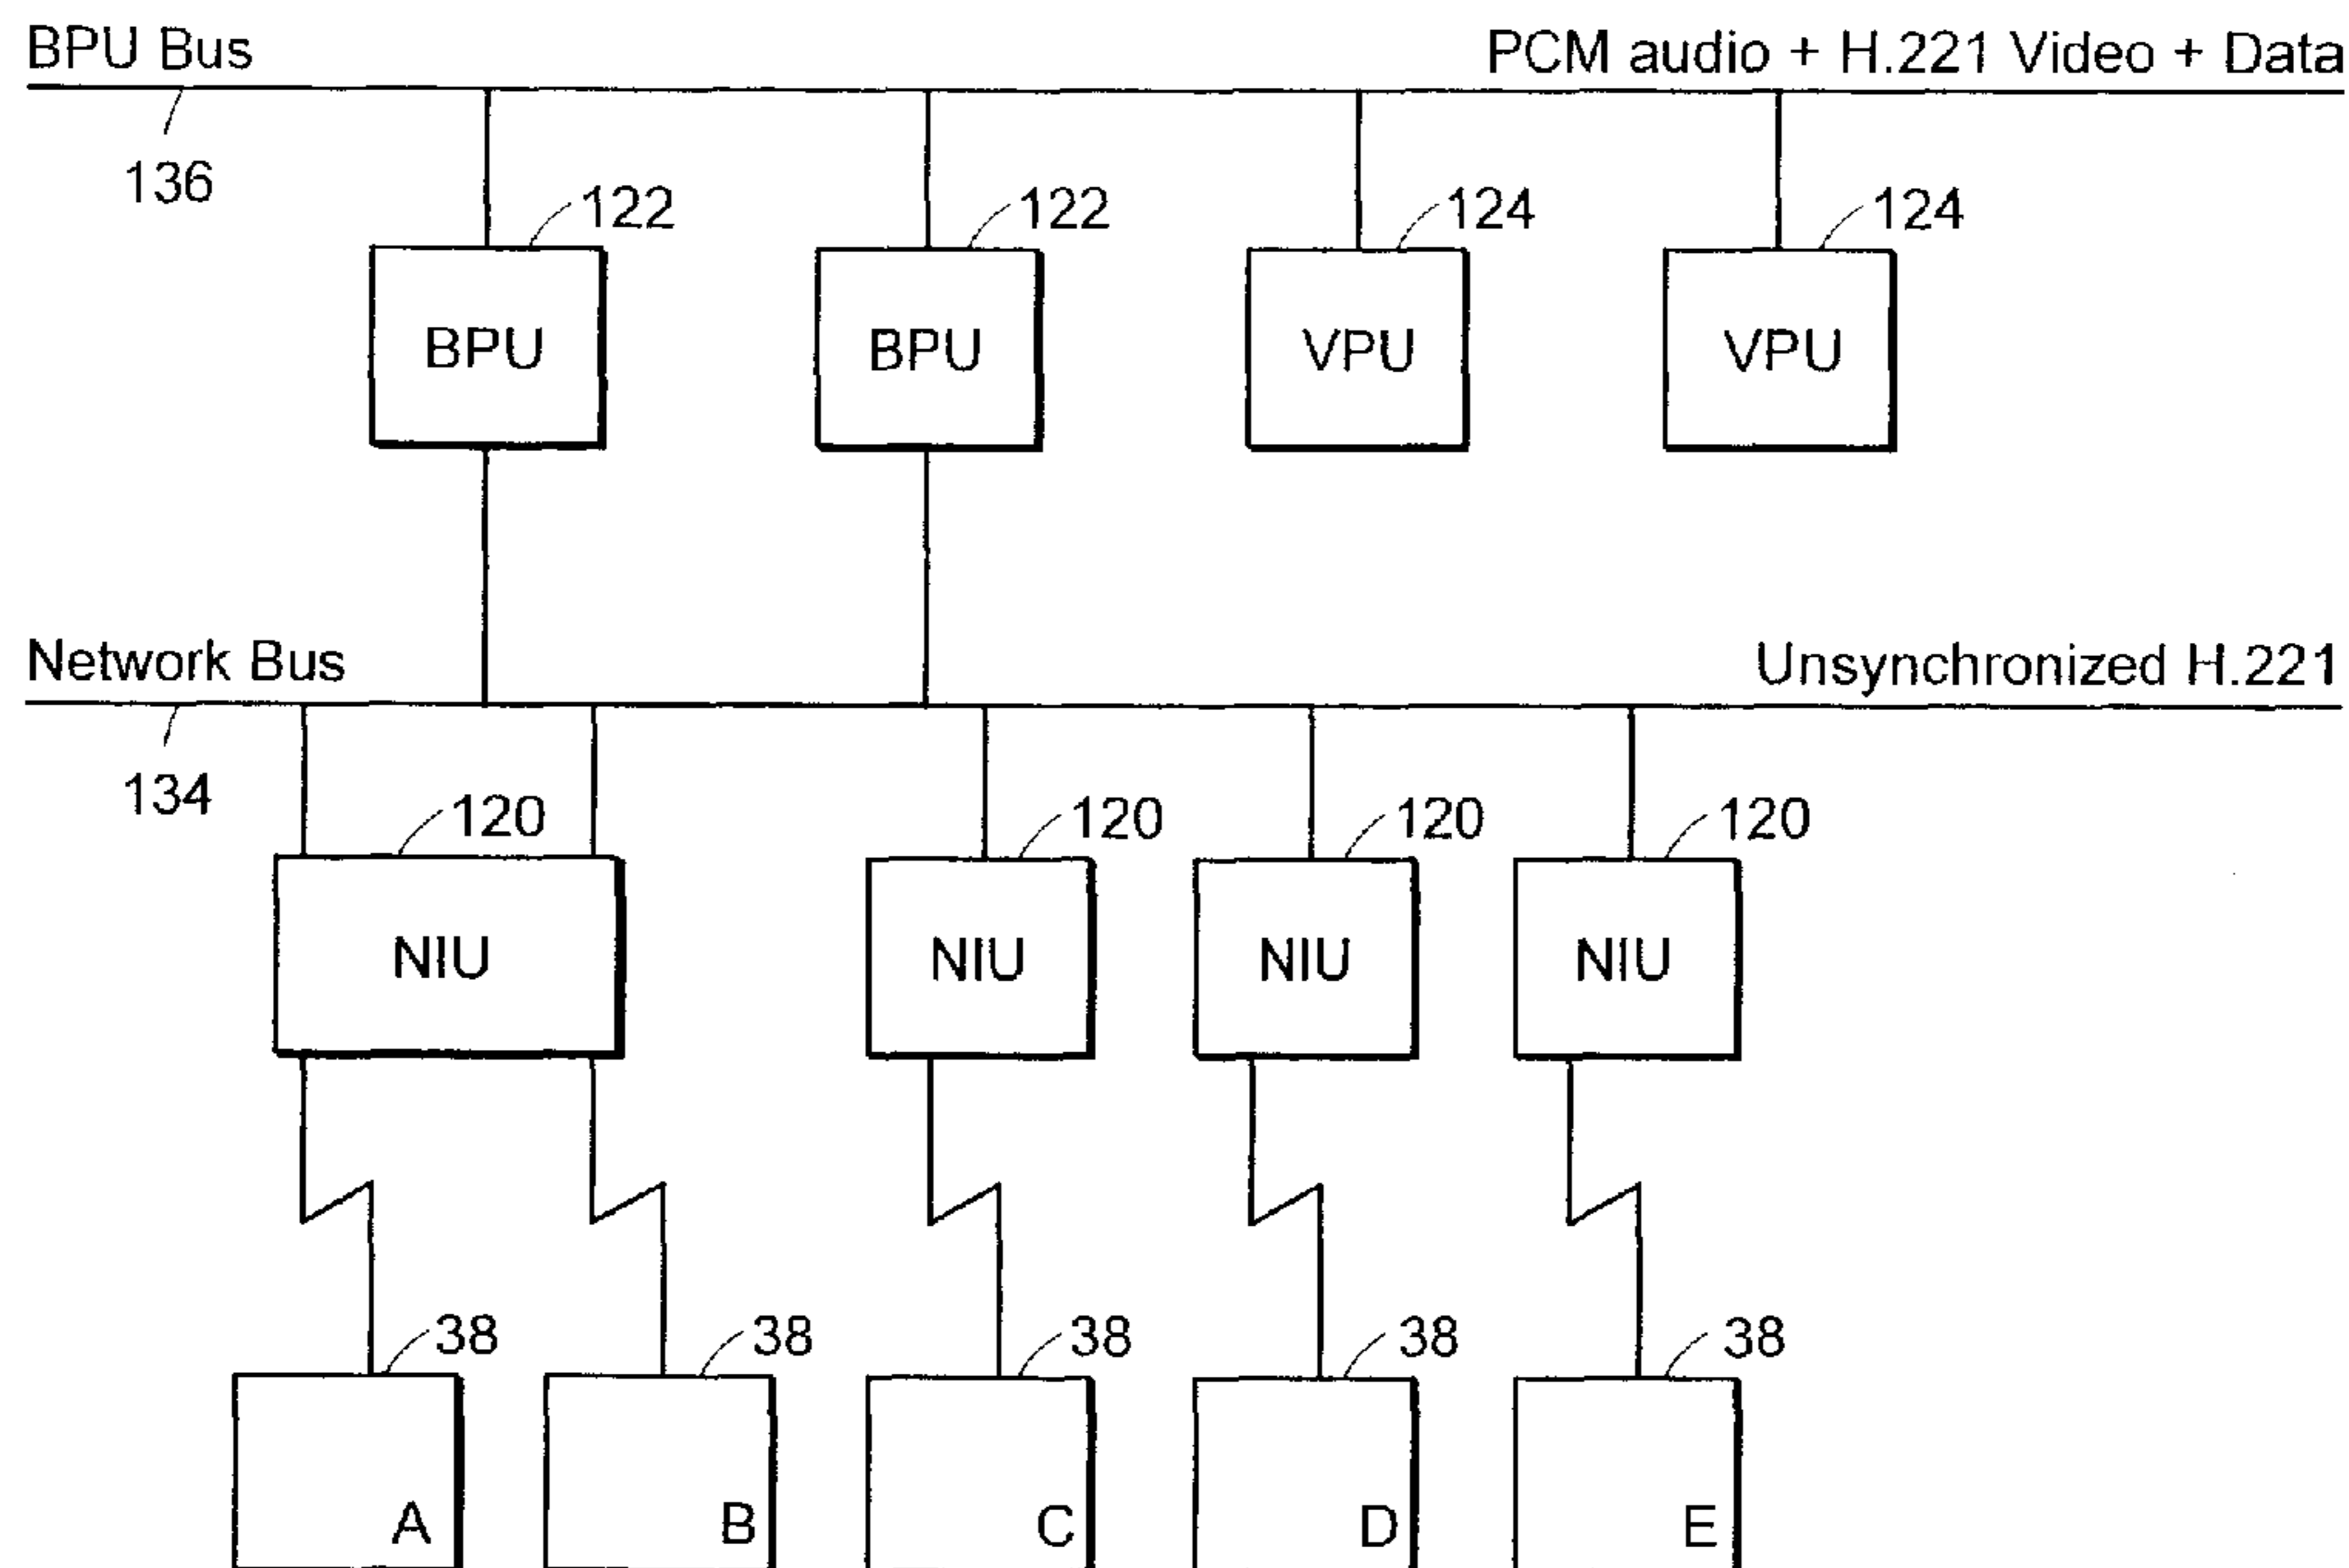 BPU Bus
PCM audio + H.221 Video + Data
136
122
122
124
124
BPU
BPU
VPU
VPU
Network Bus
Unsynchronized H.221
134
120
120
120
120
NIU
NIU
NIU
NIU
38
38
38
38
38
A
B
C
D
E